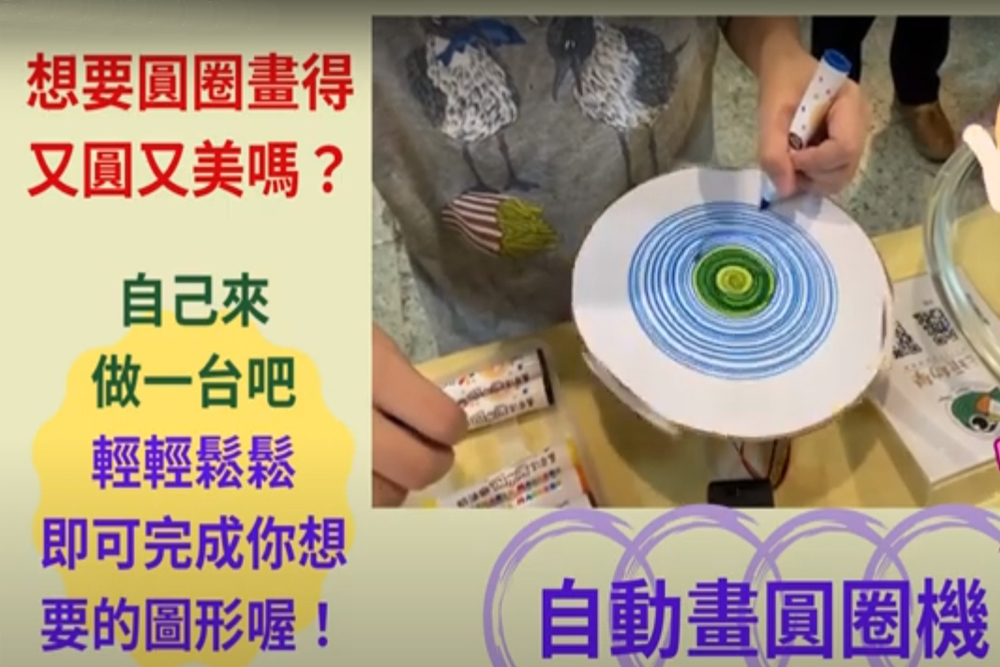 想要圓圈畫得
又圓又美嗎？
自己來
做一台吧
輕輕鬆鬆
即可完成你想
要的圖形喔！
自動畫圓圈機